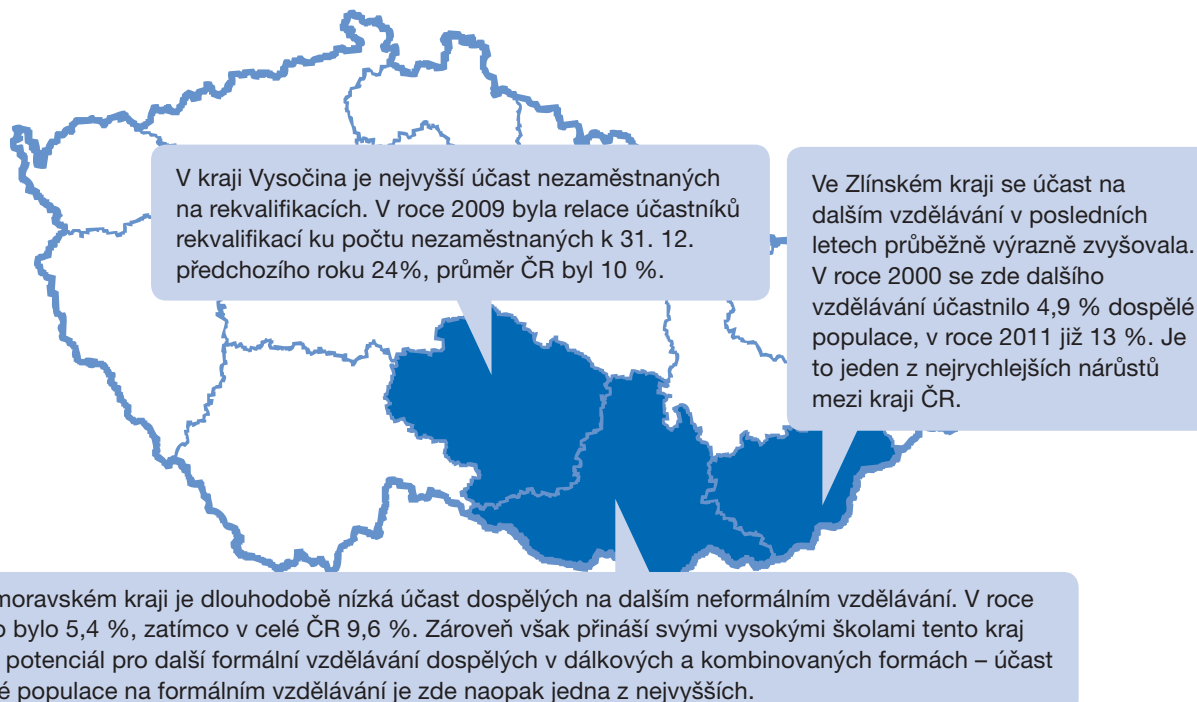 V kraji Vysočina je nejvyšší účast nezaměstnaných
na rekvalifikacích. V roce 2009 byla relace účastníků
rekvalifikací ku počtu nezaměstnaných k 31. 12.
předchozího roku 24%, průměr ČR byl 10 %.
Ve Zlínském kraji se účast na
dalším vzdělávání v posledních
letech průběžně výrazně zvyšovala.
V roce 2000 se zde dalšího
vzdělávání účastnilo 4,9 % dospělé
populace, v roce 2011 již 13 %. Je
to jeden z nejrychlejších nárůstů
mezi kraji ČR.
moravském kraji je dlouhodobě nízká účast dospělých na dalším neformálním vzdělávání. V roce
bylo 5,4 %, zatímco v celé ČR 9,6 %. Zároveň však přináší svými vysokými školami tento kraj
potenciál pro další formální vzdělávání dospělých v dálkových a kombinovaných formách – účast
populace na formálním vzdělávání je zde naopak jedna z nejvyšších.